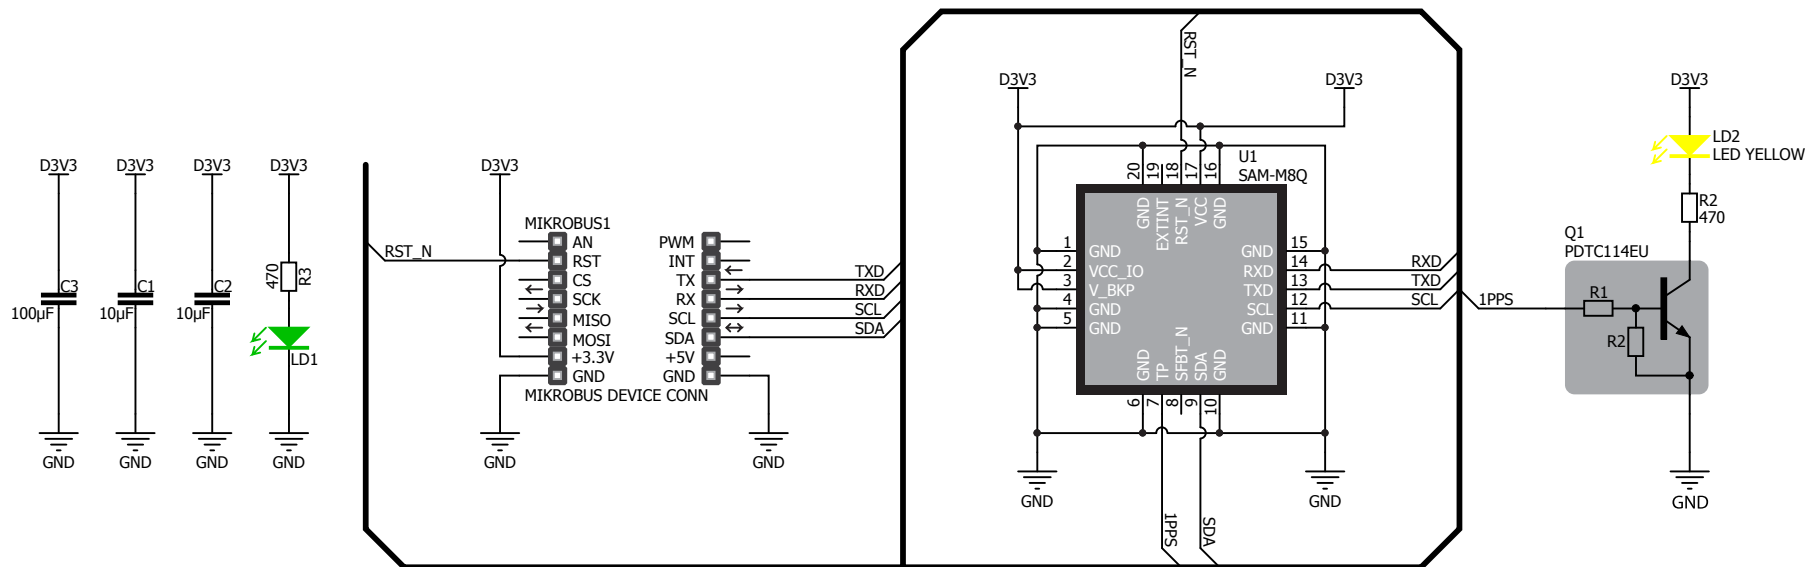 D3V3
C3
100µF
GND
D3V3
C1
10µF
GND
D3V3
C2
10µF
GND
D3V3
470
R3
LD1
GND
RST_N
D3V3
MIKROBUS1
AN
RST
CS
SCK
MISO
MOSI
+3.3V
GND
PWM
INT
TX
RX
SCL
SDA
+5V
GND
MIKROBUS DEVICE CONN
GND
GND
TXD
RXD
SCL
SDA
RST_N
D3V3
D3V3
U1
SAM-M8Q
20
19
18
17
16
GND
EXTINT
RST_N
VCC
GND
1
2
3
4
5
GND
VCC_IO
V_BKP
GND
GND
GND
RXD
TXD
SCL
GND
15
14
13
12
11
RXD
TXD
SCL
GND
TP
SFBT_N
SDA
GND
6
7
8
9
10
GND
GND
1PPS
SDA
1PPS
D3V3
LD2
LED YELLOW
R2
470
Q1
PDTC114EU
R1
R2
GND